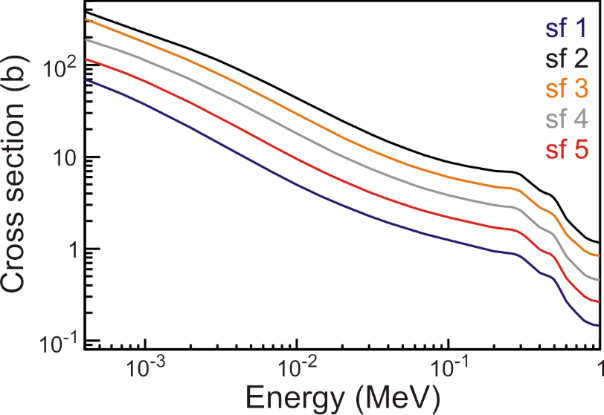 sf 1
sf 2
sf 3
sf 4
sf 5
Cross section (b)
10²
10
1
10⁻¹
10⁻³
10⁻²
10⁻¹
1
Energy (MeV)